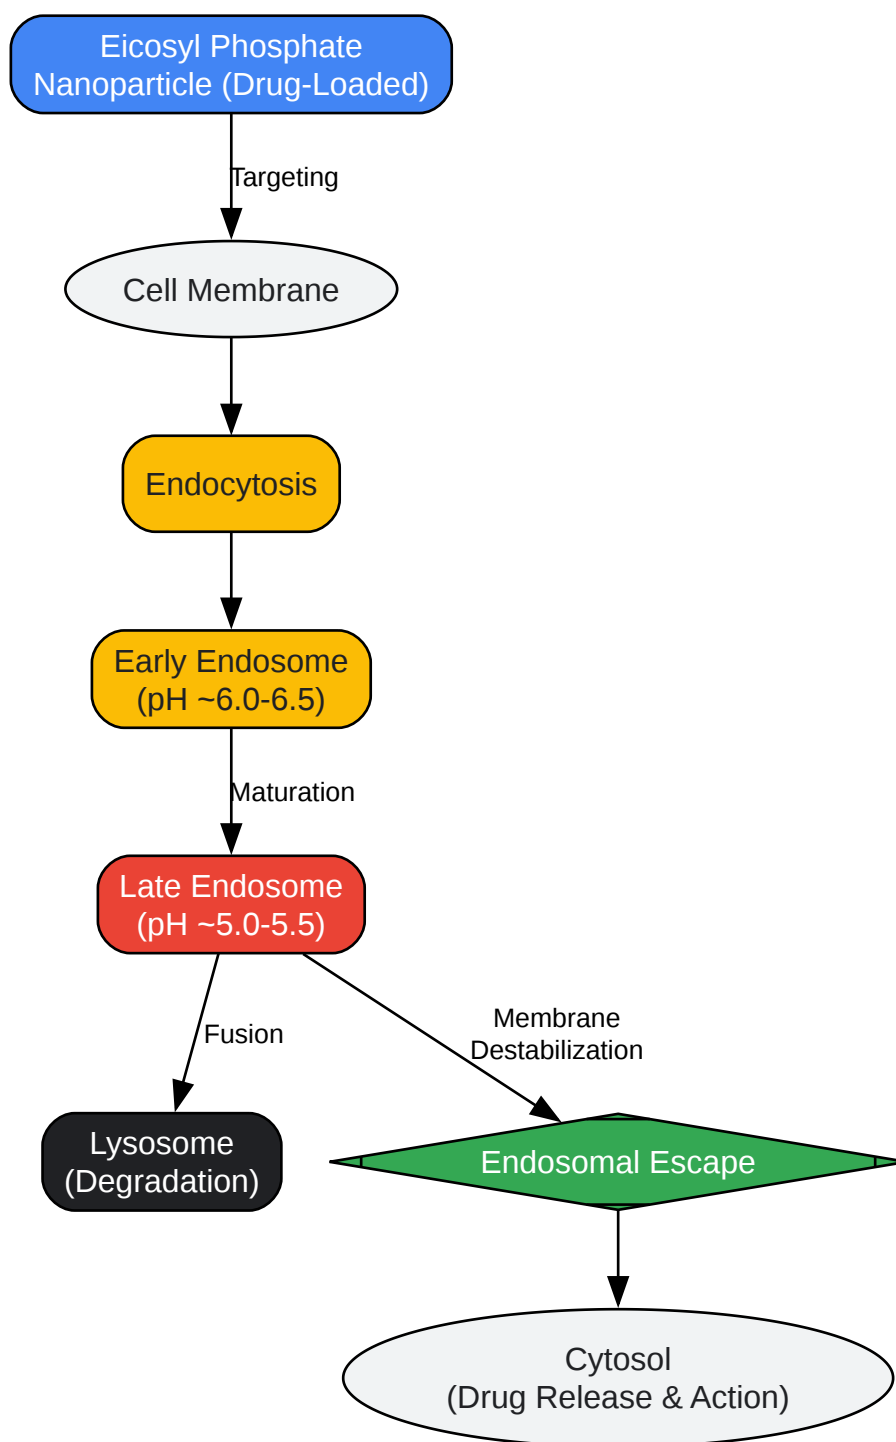 Eicosyl Phosphate
Nanoparticle (Drug-Loaded)
Targeting
Cell Membrane
Endocytosis
Early Endosome
(pH ~6.0-6.5)
Maturation
Late Endosome
(pH ~5.0-5.5)
Fusion
Membrane
Destabilization
Lysosome
(Degradation)
Endosomal Escape
Cytosol
(Drug Release & Action)